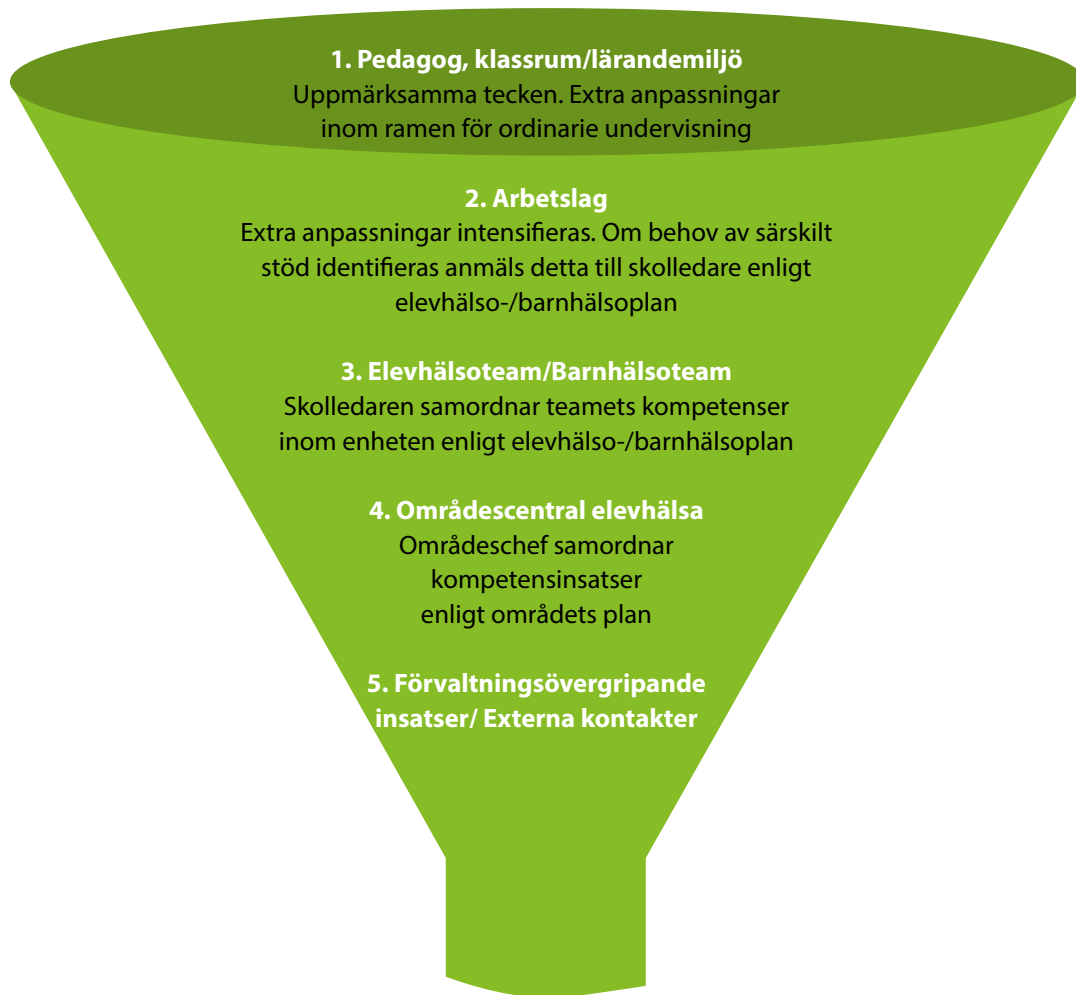 1. Pedagog, klassrum/lärandemiljö
Uppmärksamma tecken. Extra anpassningar
inom ramen för ordinarie undervisning
2. Arbetslag
Extra anpassningar intensifieras. Om behov av särskilt
stöd identifieras anmäls detta till skolledare enligt
elevhälso-/barnhälsoplan
3. Elevhälsoteam/Barnhälsoteam
Skolledaren samordnar teamets kompetenser
inom enheten enligt elevhälso-/barnhälsoplan
4. Områdescentral elevhälsa
Områdeschef samordnar
kompetensinsatser
enligt områdets plan
5. Förvaltningsövergripande
insatser/ Externa kontakter